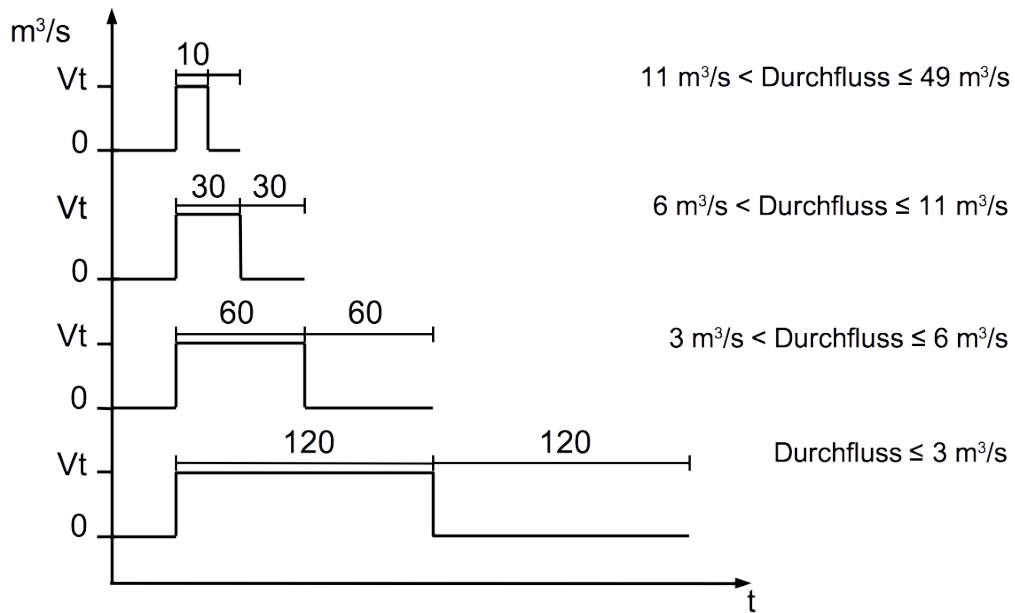 m³/s
10
Vt
11 m³/s < Durchfluss ≤ 49 m³/s
0
30 30
Vt
6 m³/s < Durchfluss ≤ 11 m³/s
0
60 60
Vt
3 m³/s < Durchfluss ≤ 6 m³/s
0
120 120
Vt
Durchfluss ≤ 3 m³/s
0
t